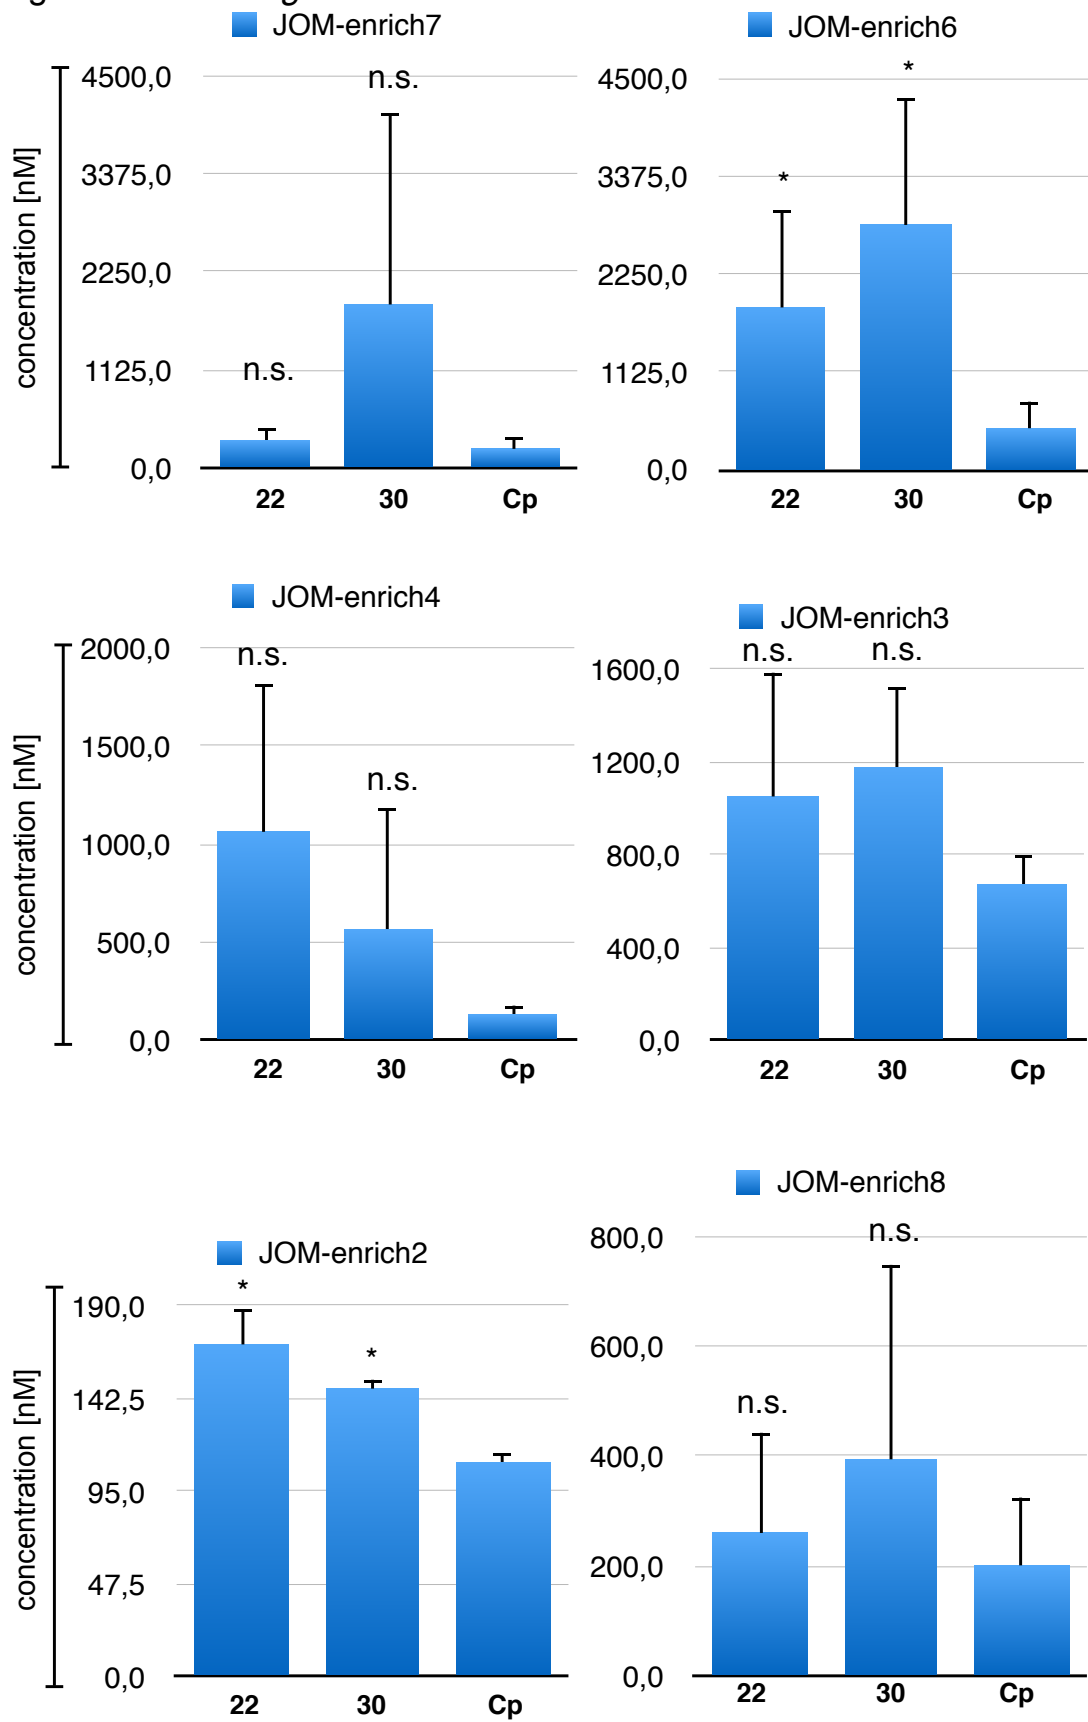 JOM-enrich7
4500,0
3375,0
2250,0
1125,0
0,0
concentration [nM]
n.s.
n.s.
22 30 Cp
JOM-enrich6
4500,0
3375,0
2250,0
1125,0
0,0
*
*
22 30 Cp
JOM-enrich4
2000,0
1500,0
1000,0
500,0
0,0
concentration [nM]
n.s.
n.s.
22 30 Cp
JOM-enrich3
1600,0
1200,0
800,0
400,0
0,0
n.s.
n.s.
22 30 Cp
JOM-enrich2
190,0
142,5
95,0
47,5
0,0
concentration [nM]
*
*
22 30 Cp
JOM-enrich8
800,0
600,0
400,0
200,0
0,0
n.s.
n.s.
22 30 Cp